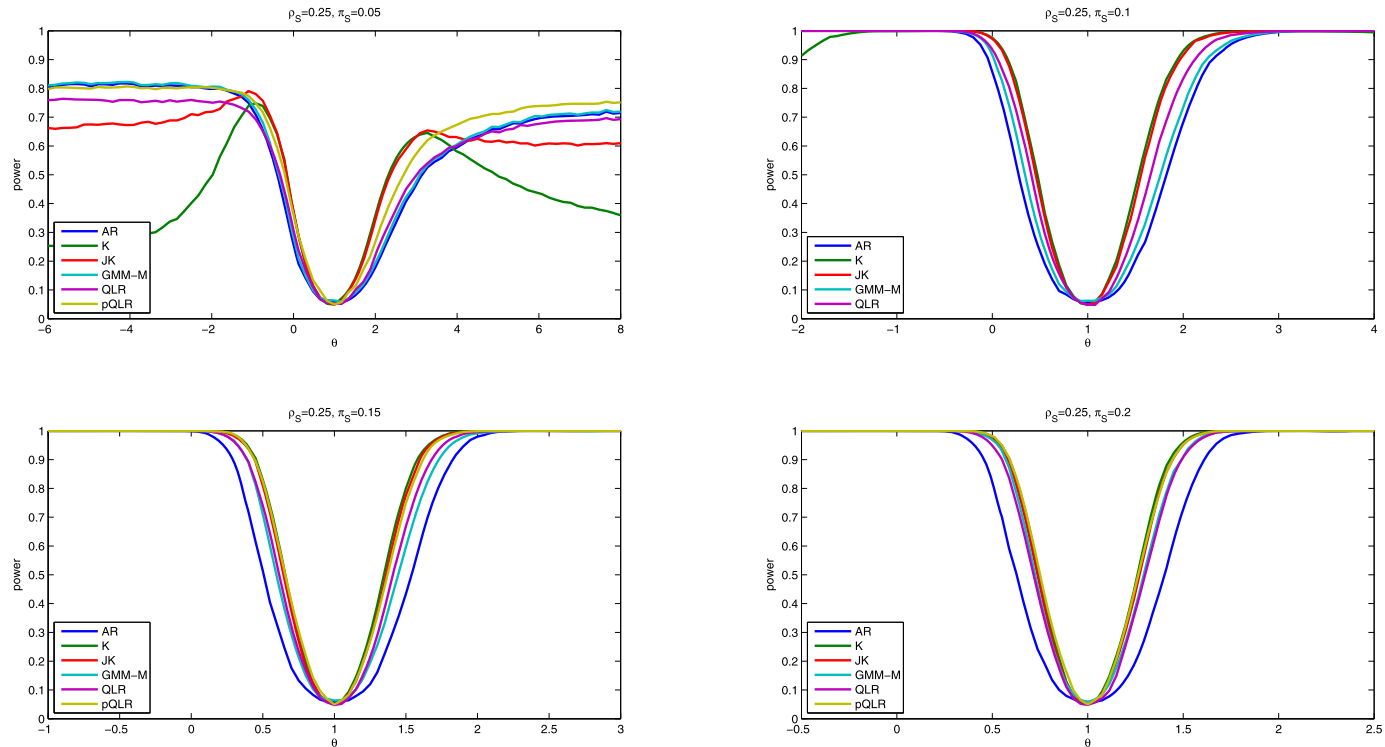 ρS=0.25, πS=0.05
power
1
0.9
0.8
0.7
0.6
0.5
0.4
0.3
0.2
0.1
0
AR
K
JK
GMM−M
QLR
pQLR
−6 −4 −2 0 2 4 6 8
θ
ρS=0.25, πS=0.1
power
1
0.9
0.8
0.7
0.6
0.5
0.4
0.3
0.2
0.1
0
AR
K
JK
GMM−M
QLR
−2 −1 0 1 2 3 4
θ
ρS=0.25, πS=0.15
power
1
0.9
0.8
0.7
0.6
0.5
0.4
0.3
0.2
0.1
0
AR
K
JK
GMM−M
QLR
pQLR
−1 −0.5 0 0.5 1 1.5 2 2.5 3
θ
ρS=0.25, πS=0.2
power
1
0.9
0.8
0.7
0.6
0.5
0.4
0.3
0.2
0.1
0
AR
K
JK
GMM−M
QLR
pQLR
−0.5 0 0.5 1 1.5 2 2.5
θ